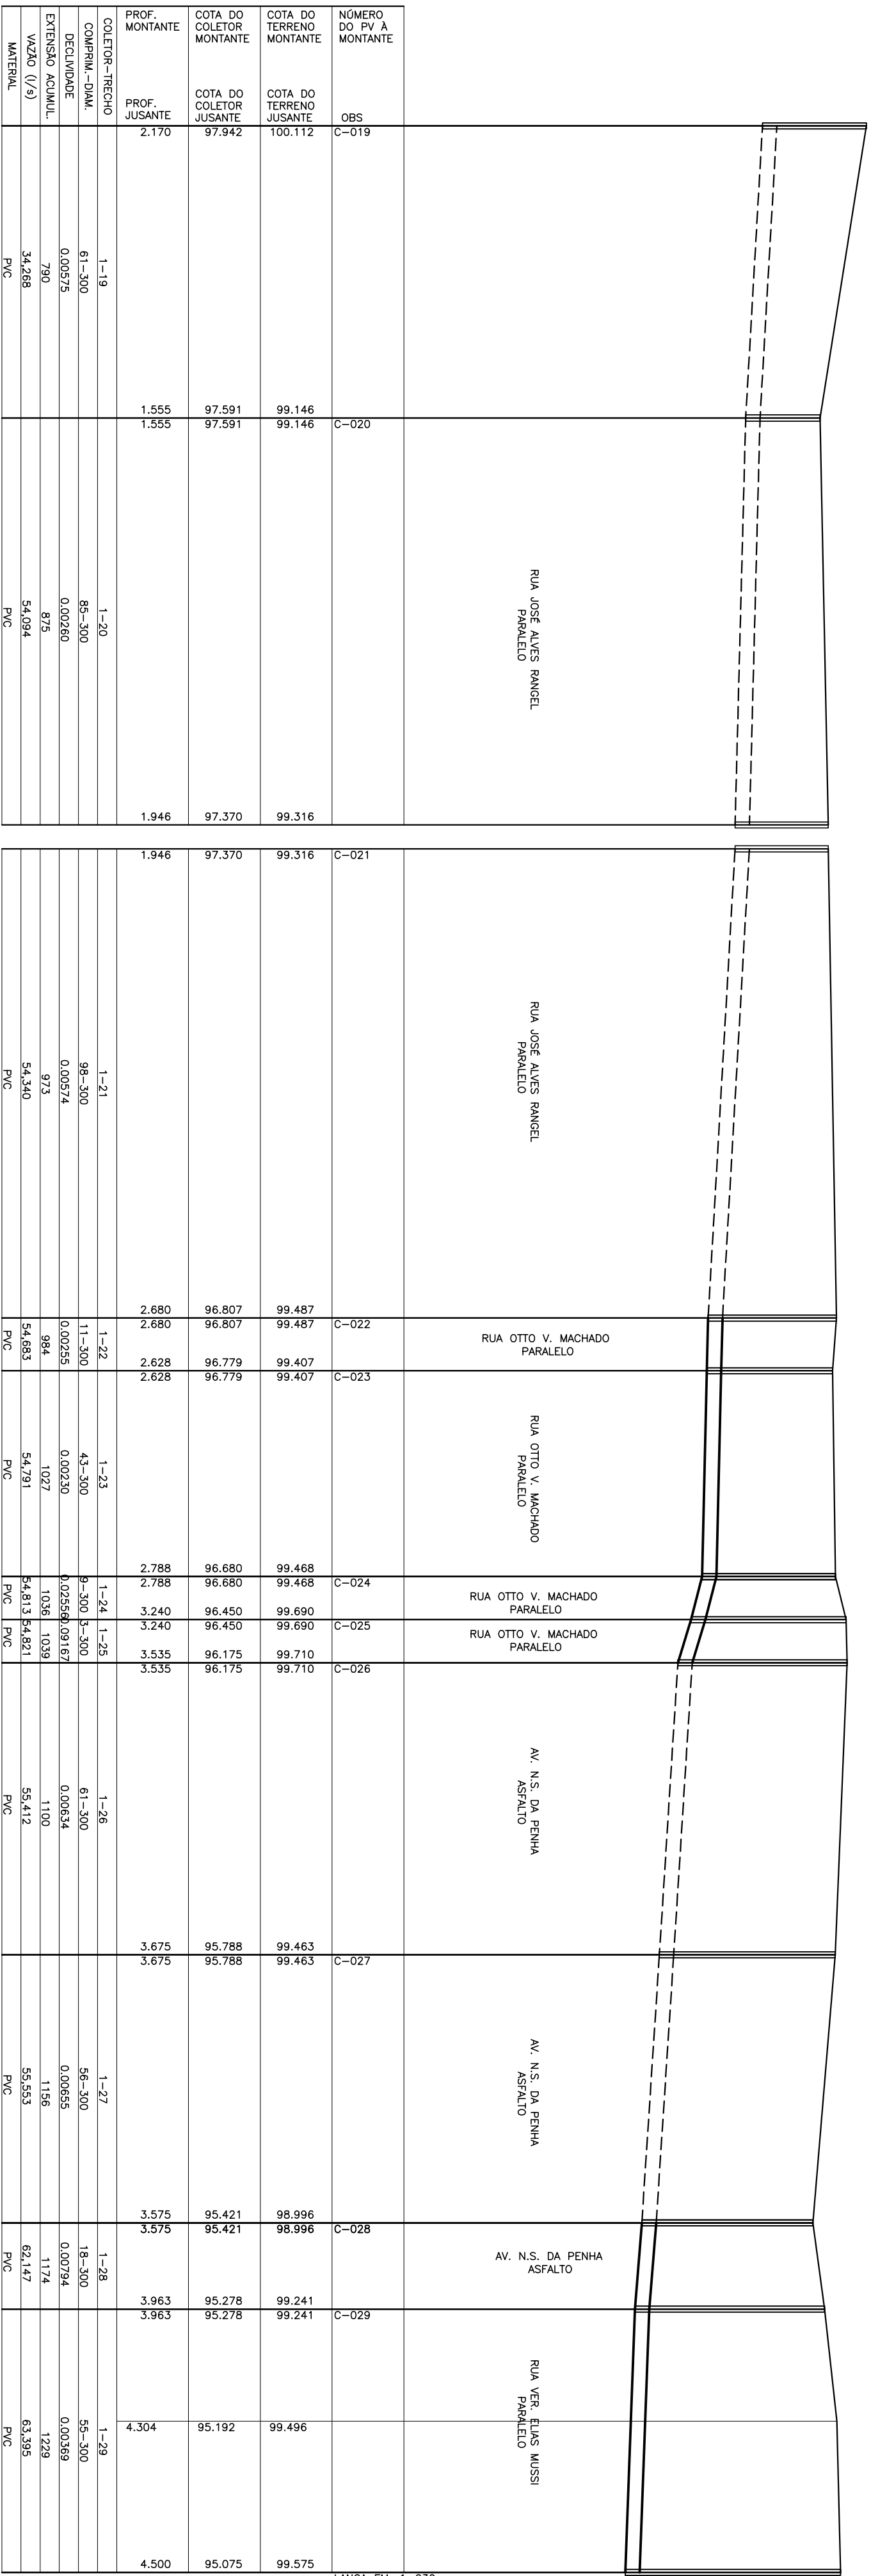 PROF.
MONTANTE
COTA DO
COLETOR
MONTANTE
COTA DO
TERRENO
MONTANTE
NÚMERO
DO PV À
MONTANTE
PROF.
JUSANTE
COTA DO
COLETOR
JUSANTE
COTA DO
TERRENO
JUSANTE
OBS
COLETOR-TRECHO
COMPRIM.-DIAM.
DECLIVIDADE
EXTENSÃO ACUMUL.
VAZÃO (l/s)
MATERIAL
2.170 97.942 100.112 C-019
1-19
61-300
0.00575
790
34,268
PVC
1.555 97.591 99.146
1.555 97.591 99.146 C-020
1-20
85-300
0.00260
875
54,094
PVC
RUA JOSÉ ALVES RANGEL
PARALELO
1.946 97.370 99.316
1.946 97.370 99.316 C-021
1-21
98-300
0.00574
973
54,340
PVC
RUA JOSÉ ALVES RANGEL
PARALELO
2.680 96.807 99.487
2.680 96.807 99.487 C-022
1-22
11-300
0.00255
984
54,683
PVC
RUA OTTO V. MACHADO
PARALELO
2.628 96.779 99.407
2.628 96.779 99.407 C-023
1-23
43-300
0.00230
1027
54,791
PVC
RUA OTTO V. MACHADO
PARALELO
2.788 96.680 99.468
2.788 96.680 99.468 C-024
1-24
9-300
0.02556
1036
54,813
PVC
RUA OTTO V. MACHADO
PARALELO
3.240 96.450 99.690
3.240 96.450 99.690 C-025
1-25
3-300
0.09167
1039
54,821
PVC
RUA OTTO V. MACHADO
PARALELO
3.535 96.175 99.710
3.535 96.175 99.710 C-026
1-26
61-300
0.00634
1100
55,412
PVC
AV. N.S. DA PENHA
ASFALTO
3.675 95.788 99.463
3.675 95.788 99.463 C-027
1-27
56-300
0.00655
1156
55,553
PVC
AV. N.S. DA PENHA
ASFALTO
3.575 95.421 98.996
3.575 95.421 98.996 C-028
1-28
18-300
0.00794
1174
62,147
PVC
AV. N.S. DA PENHA
ASFALTO
3.963 95.278 99.241
3.963 95.278 99.241 C-029
1-29
55-300
0.00369
1229
63,395
PVC
RUA VER. ELIAS MUSSI
PARALELO
4.304 95.192 99.496
4.500 95.075 99.575